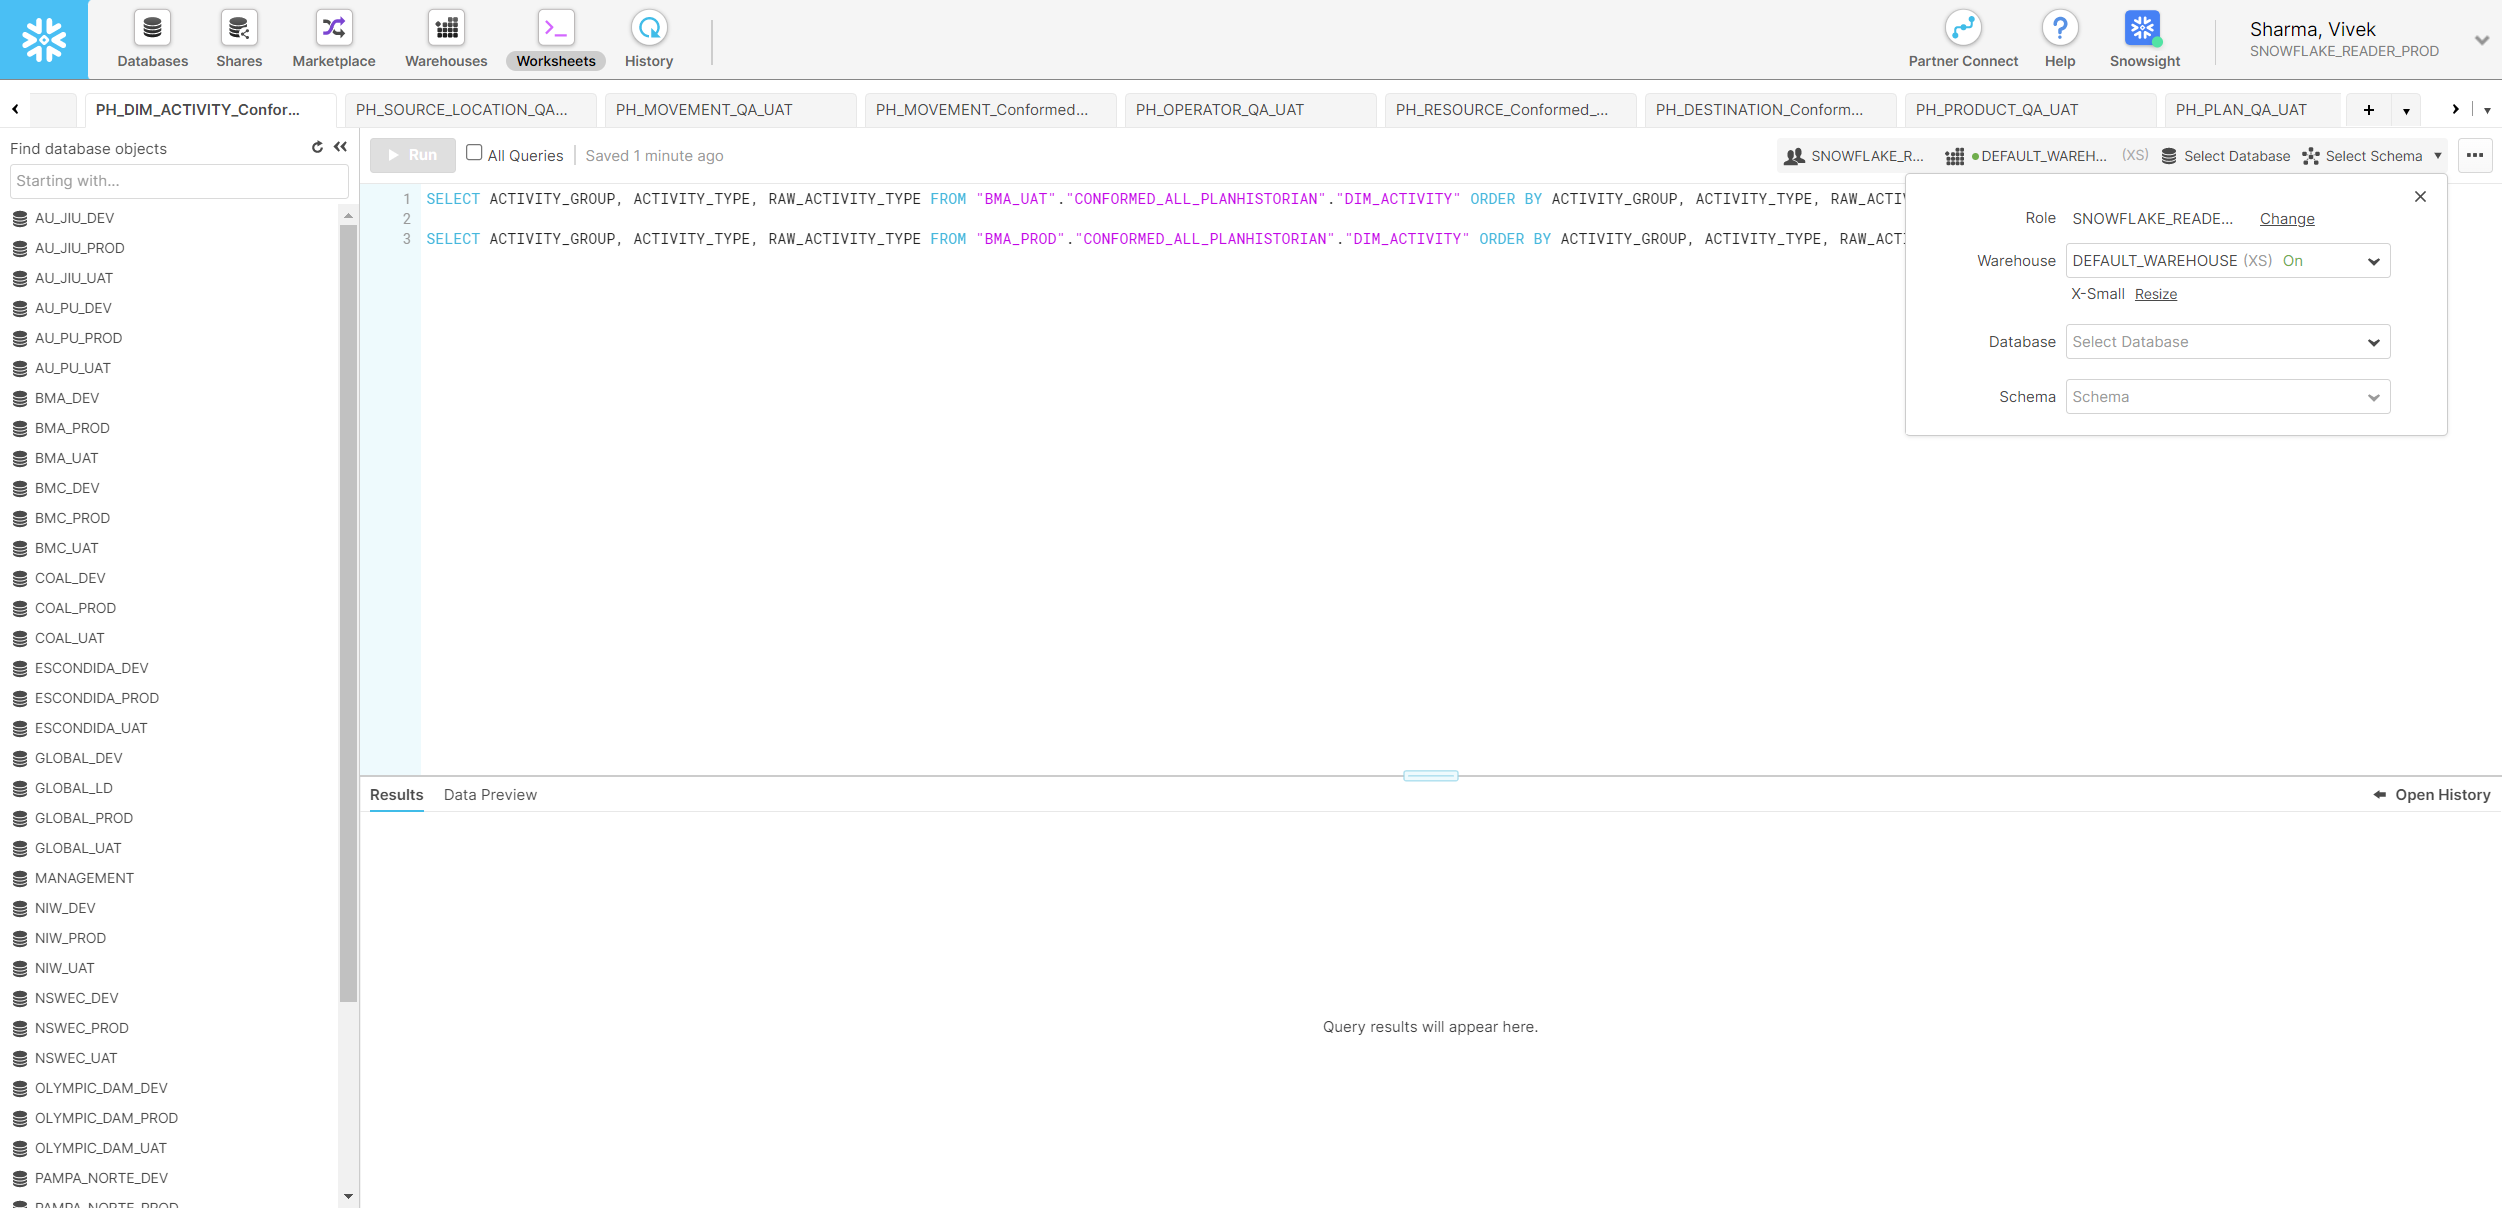 Databases
Shares
Marketplace
Warehouses
Worksheets
History
Partner Connect
Help
Snowsight
Sharma, Vivek
SNOWFLAKE_READER_PROD
PH_DIM_ACTIVITY_Confor...
PH_SOURCE_LOCATION_QA...
PH_MOVEMENT_QA_UAT
PH_MOVEMENT_Conformed...
PH_OPERATOR_QA_UAT
PH_RESOURCE_Conformed_...
PH_DESTINATION_Conform...
PH_PRODUCT_QA_UAT
PH_PLAN_QA_UAT
Find database objects
Starting with...
Run
All Queries
Saved 1 minute ago
SNOWFLAKE_R...
DEFAULT_WAREH... (XS)
Select Database
Select Schema
AU_JIU_DEV
AU_JIU_PROD
AU_JIU_UAT
AU_PU_DEV
AU_PU_PROD
AU_PU_UAT
BMA_DEV
BMA_PROD
BMA_UAT
BMC_DEV
BMC_PROD
BMC_UAT
COAL_DEV
COAL_PROD
COAL_UAT
ESCONDIDA_DEV
ESCONDIDA_PROD
ESCONDIDA_UAT
GLOBAL_DEV
GLOBAL_LD
GLOBAL_PROD
GLOBAL_UAT
MANAGEMENT
NIW_DEV
NIW_PROD
NIW_UAT
NSWEC_DEV
NSWEC_PROD
NSWEC_UAT
OLYMPIC_DAM_DEV
OLYMPIC_DAM_PROD
OLYMPIC_DAM_UAT
PAMPA_NORTE_DEV
PAMPA_NORTE_PROD
1 SELECT ACTIVITY_GROUP, ACTIVITY_TYPE, RAW_ACTIVITY_TYPE FROM "BMA_UAT"."CONFORMED_ALL_PLANHISTORIAN"."DIM_ACTIVITY" ORDER BY ACTIVITY_GROUP, ACTIVITY_TYPE, RAW_ACTIV
2
3 SELECT ACTIVITY_GROUP, ACTIVITY_TYPE, RAW_ACTIVITY_TYPE FROM "BMA_PROD"."CONFORMED_ALL_PLANHISTORIAN"."DIM_ACTIVITY" ORDER BY ACTIVITY_GROUP, ACTIVITY_TYPE, RAW_ACTI
Role SNOWFLAKE_READE... Change
Warehouse DEFAULT_WAREHOUSE (XS) On
X-Small Resize
Database Select Database
Schema Schema
Results
Data Preview
Open History
Query results will appear here.